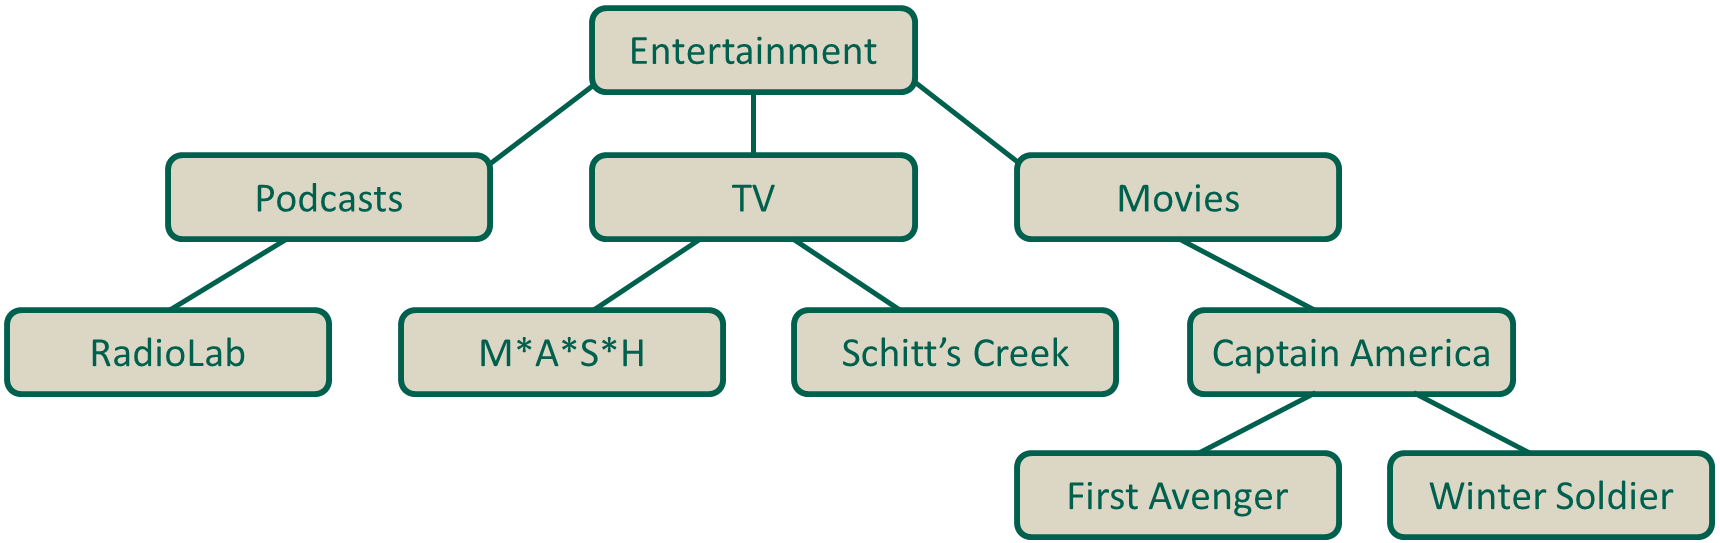 Entertainment
Podcasts
TV
Movies
RadioLab
M*A*S*H
Schitt’s Creek
Captain America
First Avenger
Winter Soldier